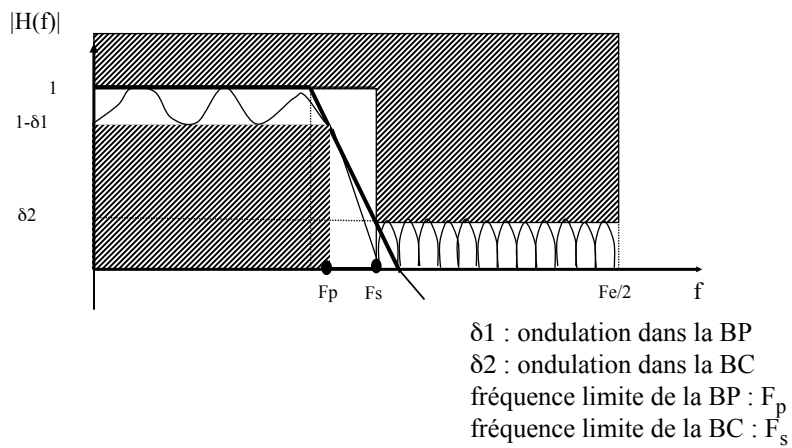 |H(f)|
1
1-δ1
δ2
Fp Fs Fe/2 f
δ1 : ondulation dans la BP
δ2 : ondulation dans la BC
fréquence limite de la BP : Fp
fréquence limite de la BC : Fs